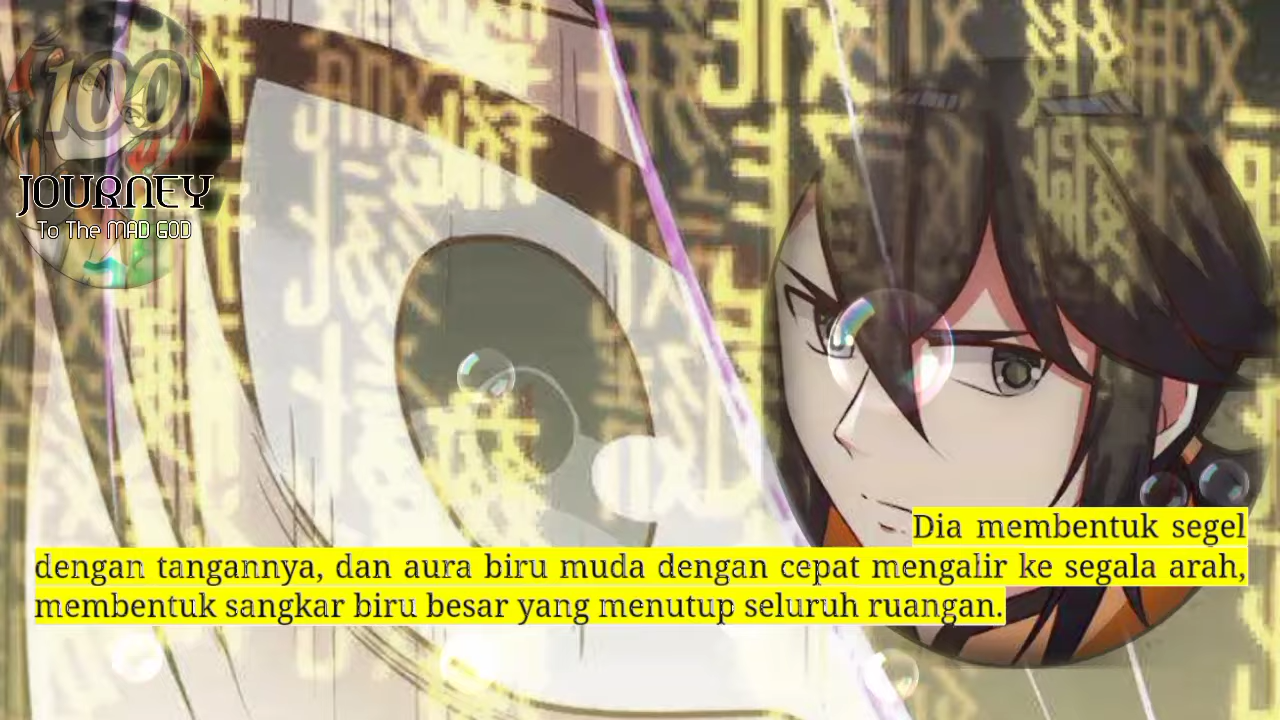 100
JOURNEY
To The MAD GOD
Dia membentuk segel
dengan tangannya, dan aura biru muda dengan cepat mengalir ke segala arah,
membentuk sangkar biru besar yang menutup seluruh ruangan.